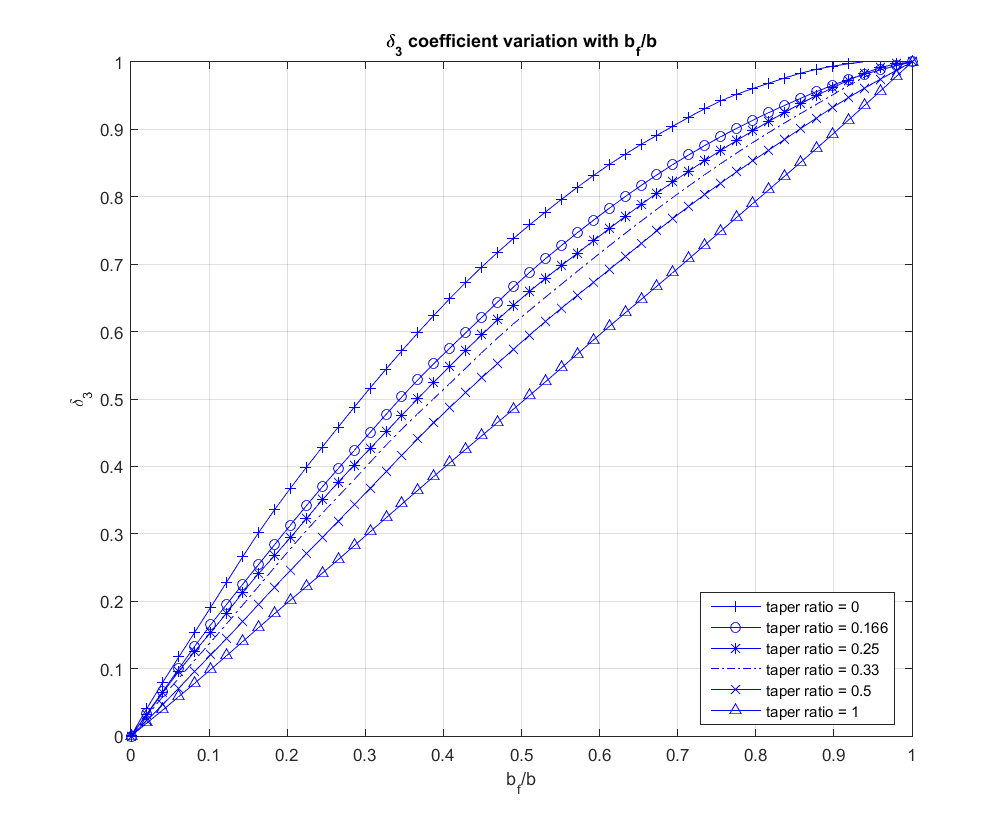 δ₃ coefficient variation with b_f/b
1
0.9
0.8
0.7
0.6
0.5
0.4
0.3
0.2
0.1
0
δ₃
0 0.1 0.2 0.3 0.4 0.5 0.6 0.7 0.8 0.9 1
b_f/b
taper ratio = 0
taper ratio = 0.166
taper ratio = 0.25
taper ratio = 0.33
taper ratio = 0.5
taper ratio = 1